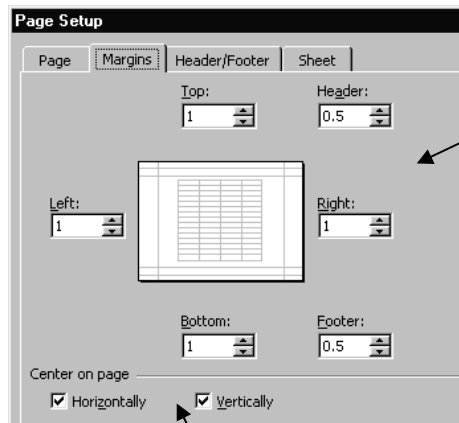 Page Setup
Page Margins Header/Footer Sheet
Top: Header:
1 0.5
Left: Right:
1 1
Bottom: Footer:
1 0.5
Center on page
Horizontally Vertically